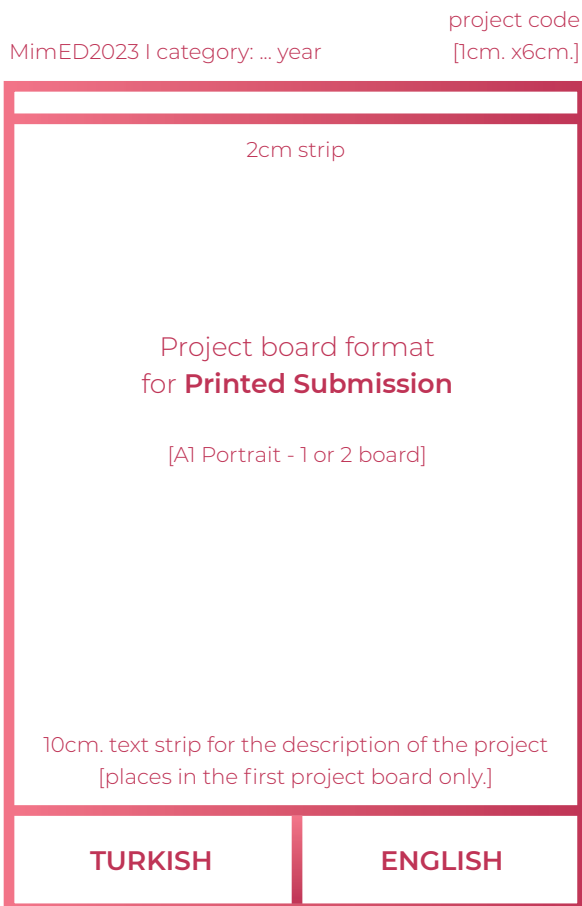 project code
MimED2023 I category: ... year [1cm. x6cm.]
2cm strip
Project board format
for Printed Submission
[A1 Portrait - 1 or 2 board]
10cm. text strip for the description of the project
[places in the first project board only.]
TURKISH ENGLISH